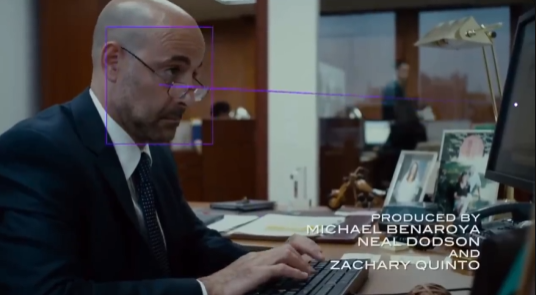 PRODUCED BY
MICHAEL BENAROYA
NEAL DODSON
AND
ZACHARY QUINTO